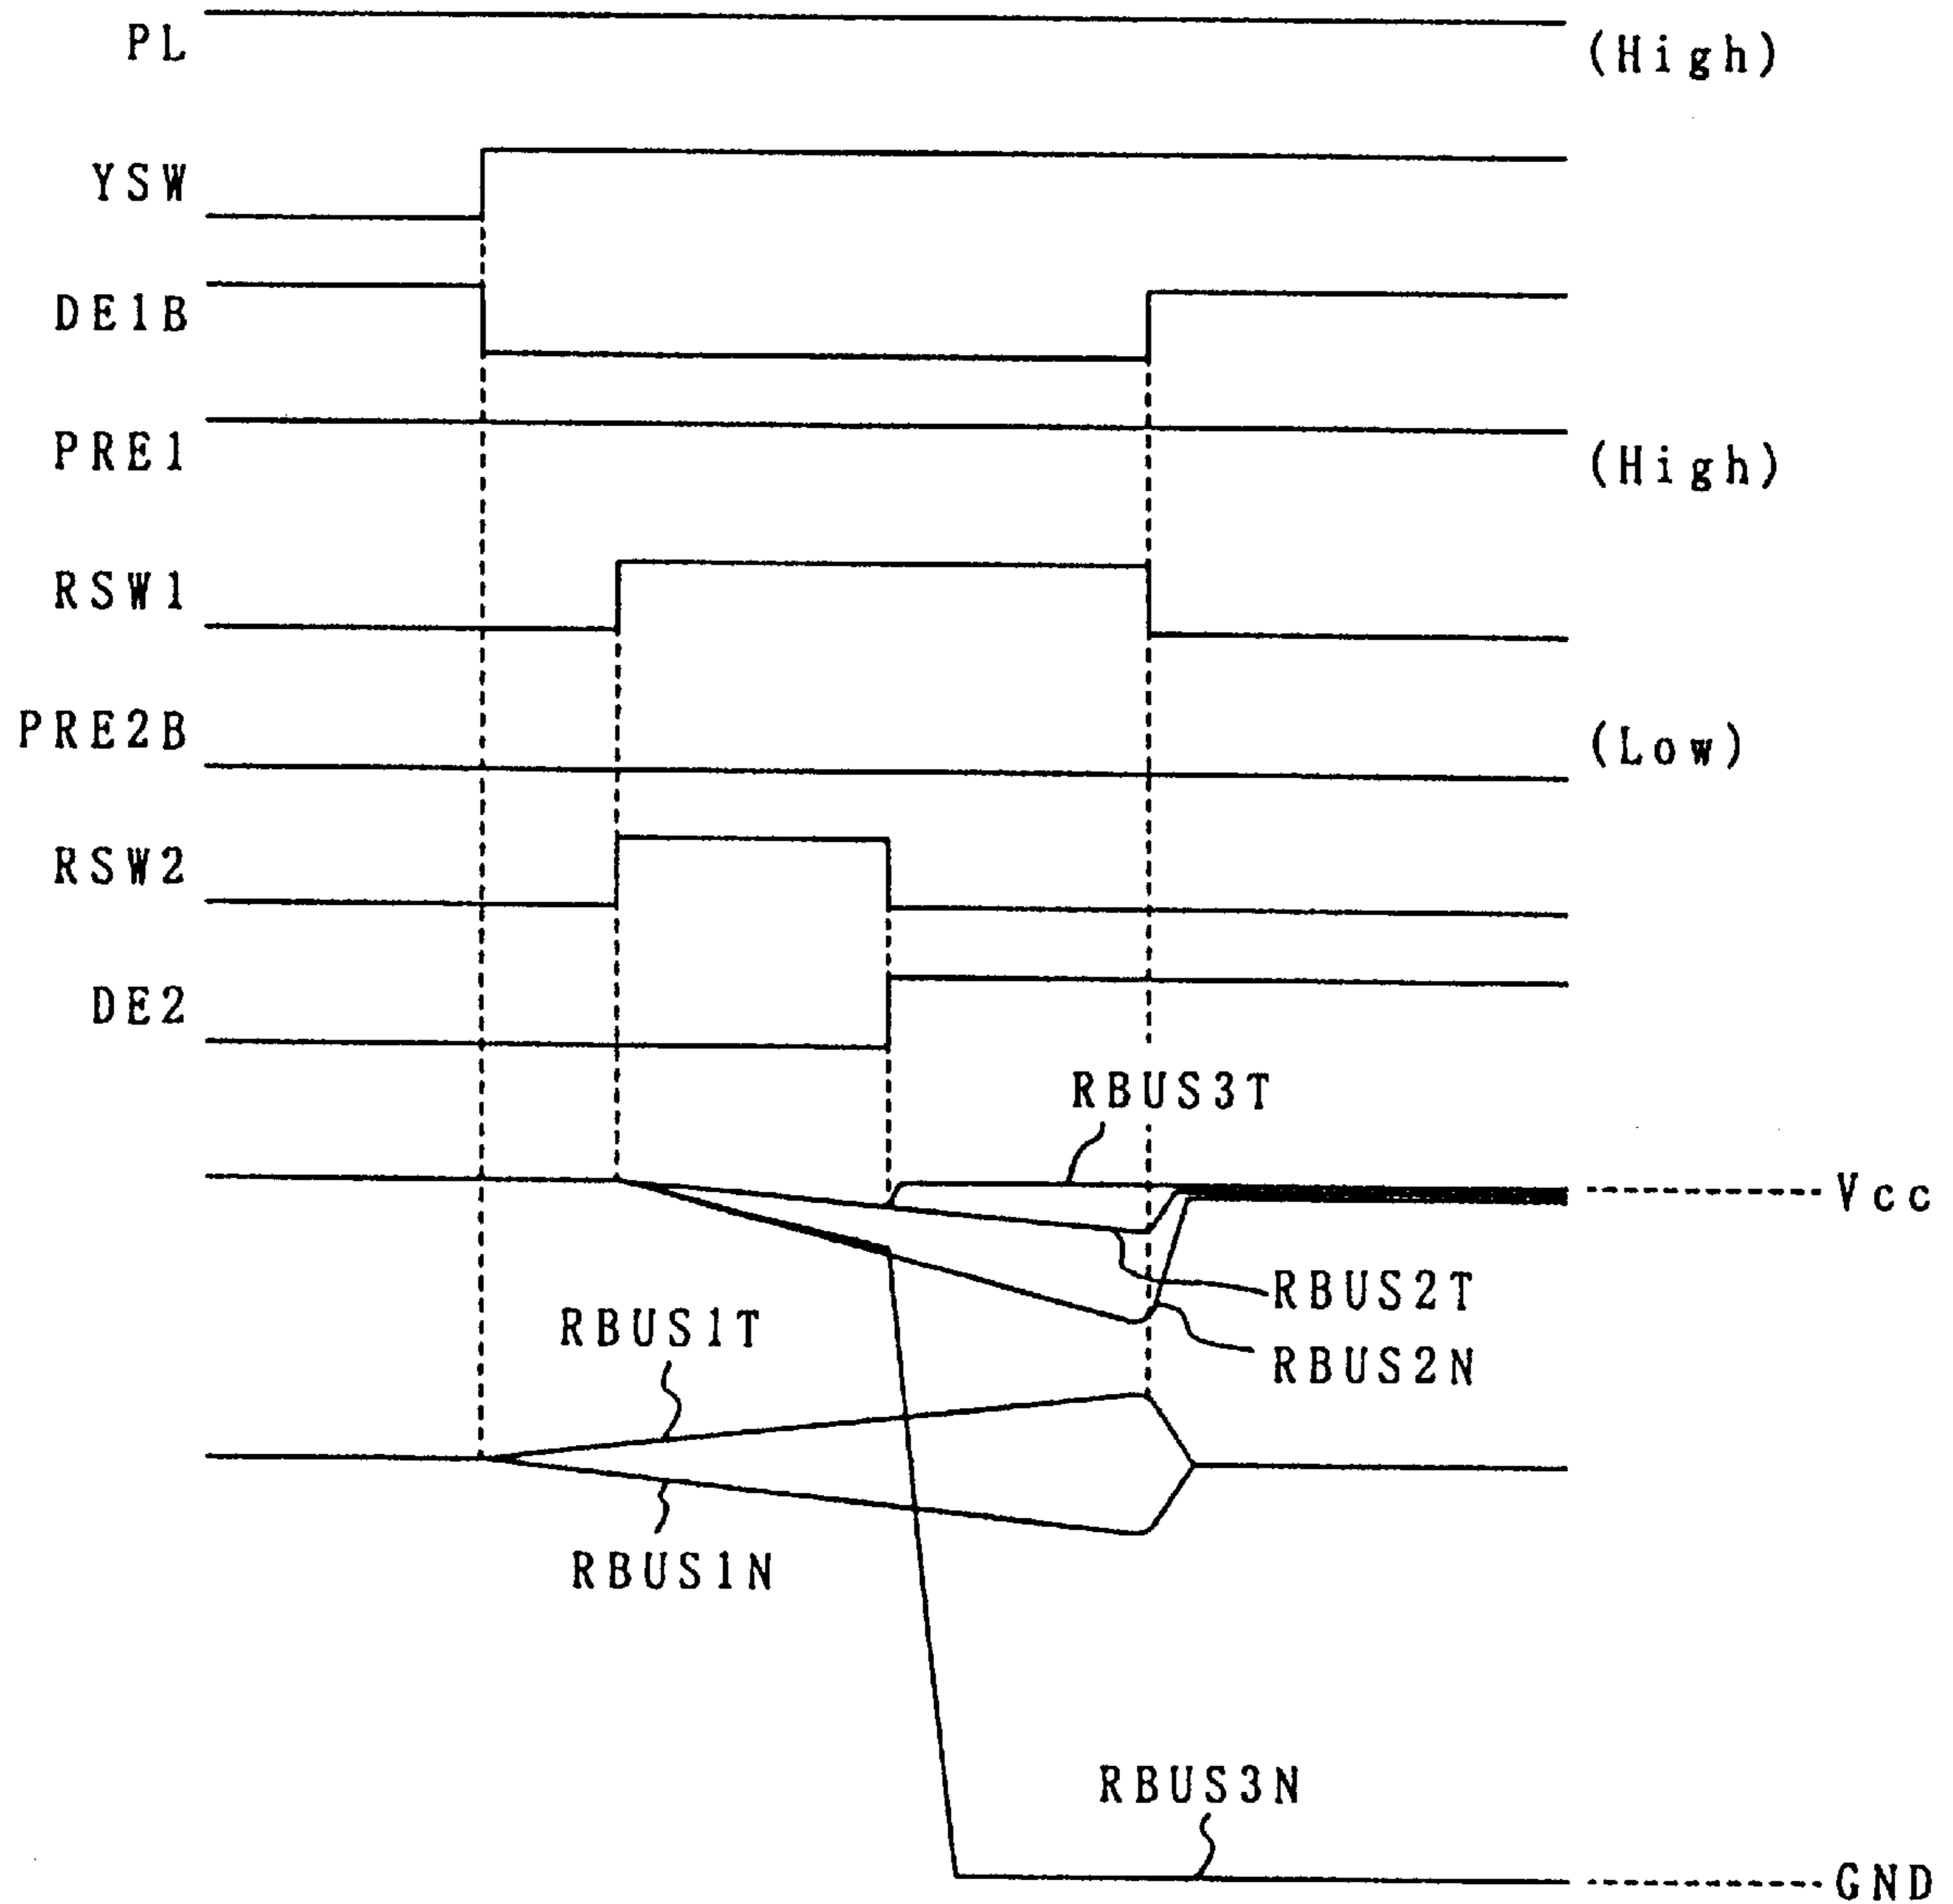 PL
(High)
YSW
DE1B
PRE1
(High)
RSW1
PRE2B
(Low)
RSW2
DE2
RBUS3T
Vcc
RBUS2T
RBUS1T
RBUS2N
RBUS1N
RBUS3N
GND